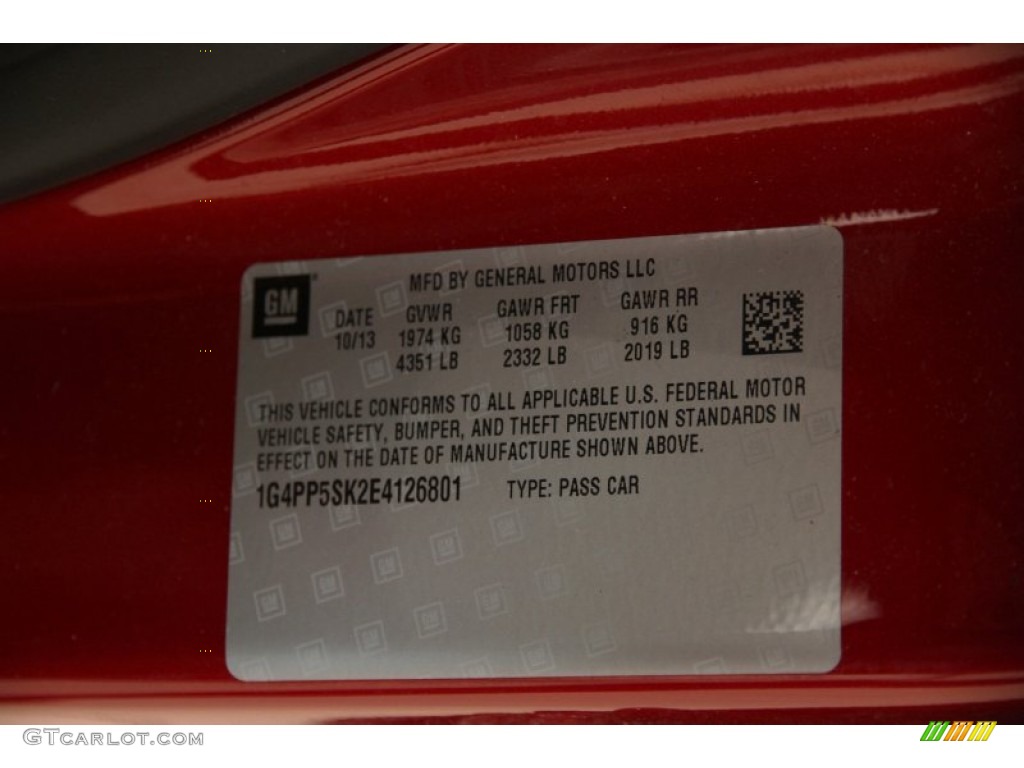 GM
MFD BY GENERAL MOTORS LLC
DATE GVWR GAWR FRT GAWR RR
10/13 1974 KG 1058 KG 916 KG
4351 LB 2332 LB 2019 LB
THIS VEHICLE CONFORMS TO ALL APPLICABLE U.S. FEDERAL MOTOR
VEHICLE SAFETY, BUMPER, AND THEFT PREVENTION STANDARDS IN
EFFECT ON THE DATE OF MANUFACTURE SHOWN ABOVE.
1G4PP5SK2E4126801 TYPE: PASS CAR
GTcarlot.com